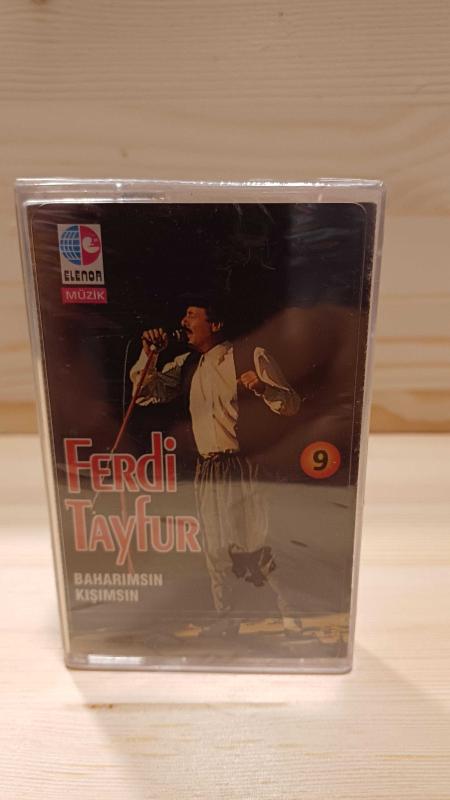 ELENOR
MÜZİK
9
FERDİ
TAYFUR
BAHARIMSIN
KIŞIMSIN